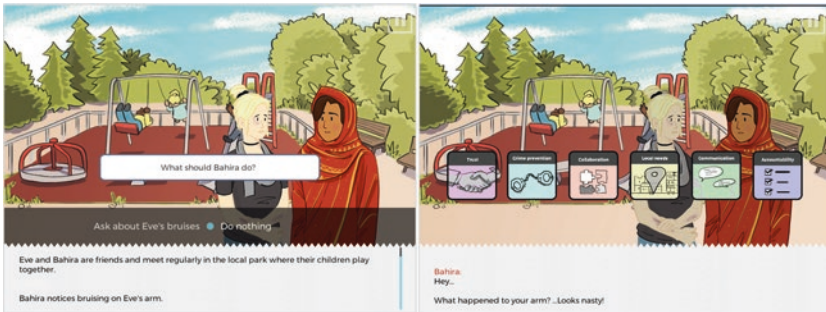 What should Bahira do?
Ask about Eve's bruises Do nothing
Eve and Bahira are friends and meet regularly in the local park where their children play
together.
Bahira notices bruising on Eve's arm.
Trust
Crime prevention
Collaboration
Local needs
Communication
Accountability
Bahira:
Hey...
What happened to your arm? ...Looks nasty!